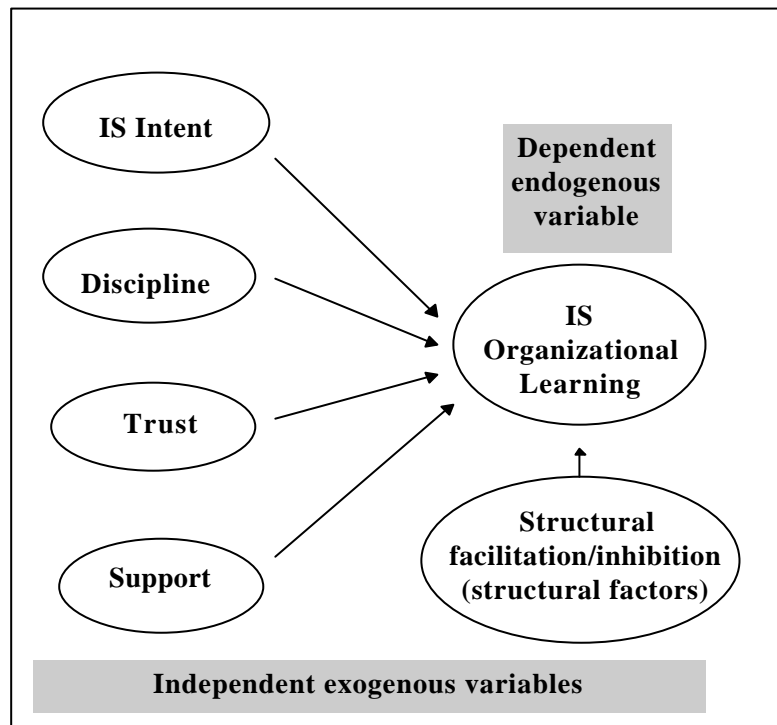 IS Intent
Discipline
Trust
Support
Dependent
endogenous
variable
IS
Organizational
Learning
Structural
facilitation/inhibition
(structural factors)
Independent exogenous variables